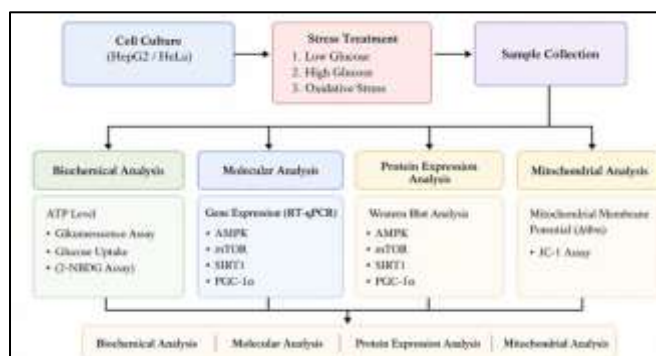 Cell Culture
(HepG2 / HeLa)
Stress Treatment
1. Low Glucose
2. High Glucose
3. Oxidative Stress
Sample Collection
Biochemical Analysis
Molecular Analysis
Protein Expression
Analysis
Mitochondrial Analysis
ATP Level
Assay
• Glucose Uptake
• (2-NBDG Assay)
Gene Expression (RT-qPCR)
• AMPK
• mTOR
• SIRT1
• PGC-1α
Western Blot Analysis
• AMPK
• mTOR
• SIRT1
• PGC-1α
Mitochondrial Membrane
Potential
• JC-1 Assay
Biochemical Analysis
Molecular Analysis
Protein Expression Analysis
Mitochondrial Analysis